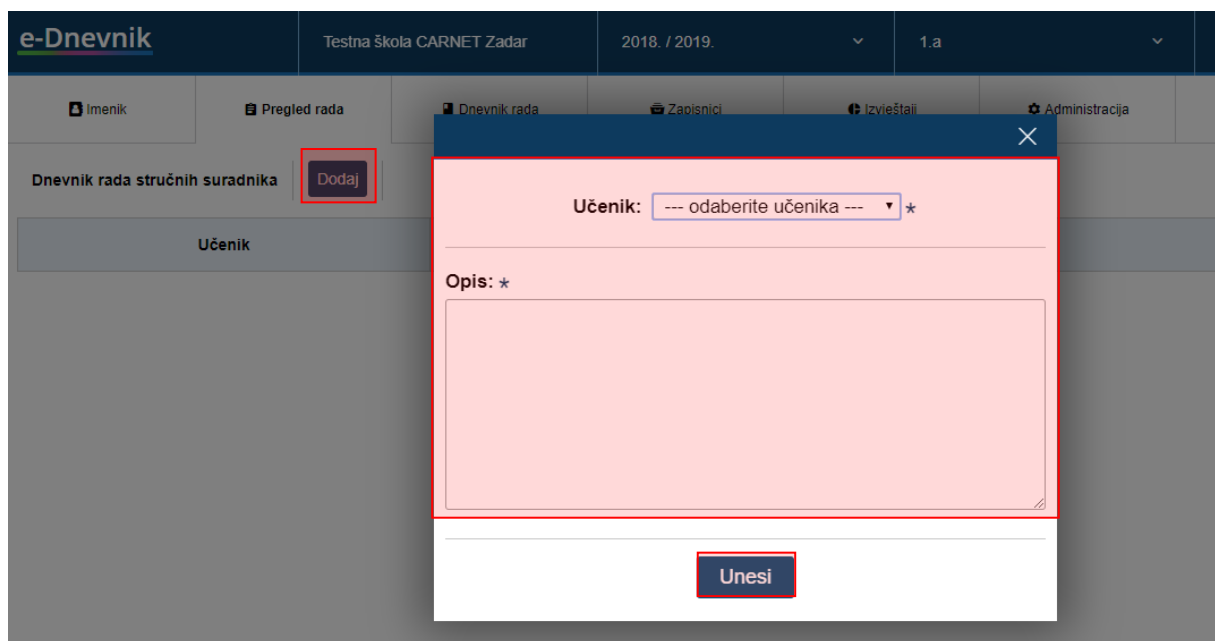 e-Dnevnik Testna škola CARNET Zadar 2018. / 2019. 1.a
Imenik Pregled rada Dnevnik rada Zapisnici Izvještaji Administracija
Dnevnik rada stručnih suradnika Dodaj
Učenik: --- odaberite učenika --- *
Učenik
Opis: *
Unesi